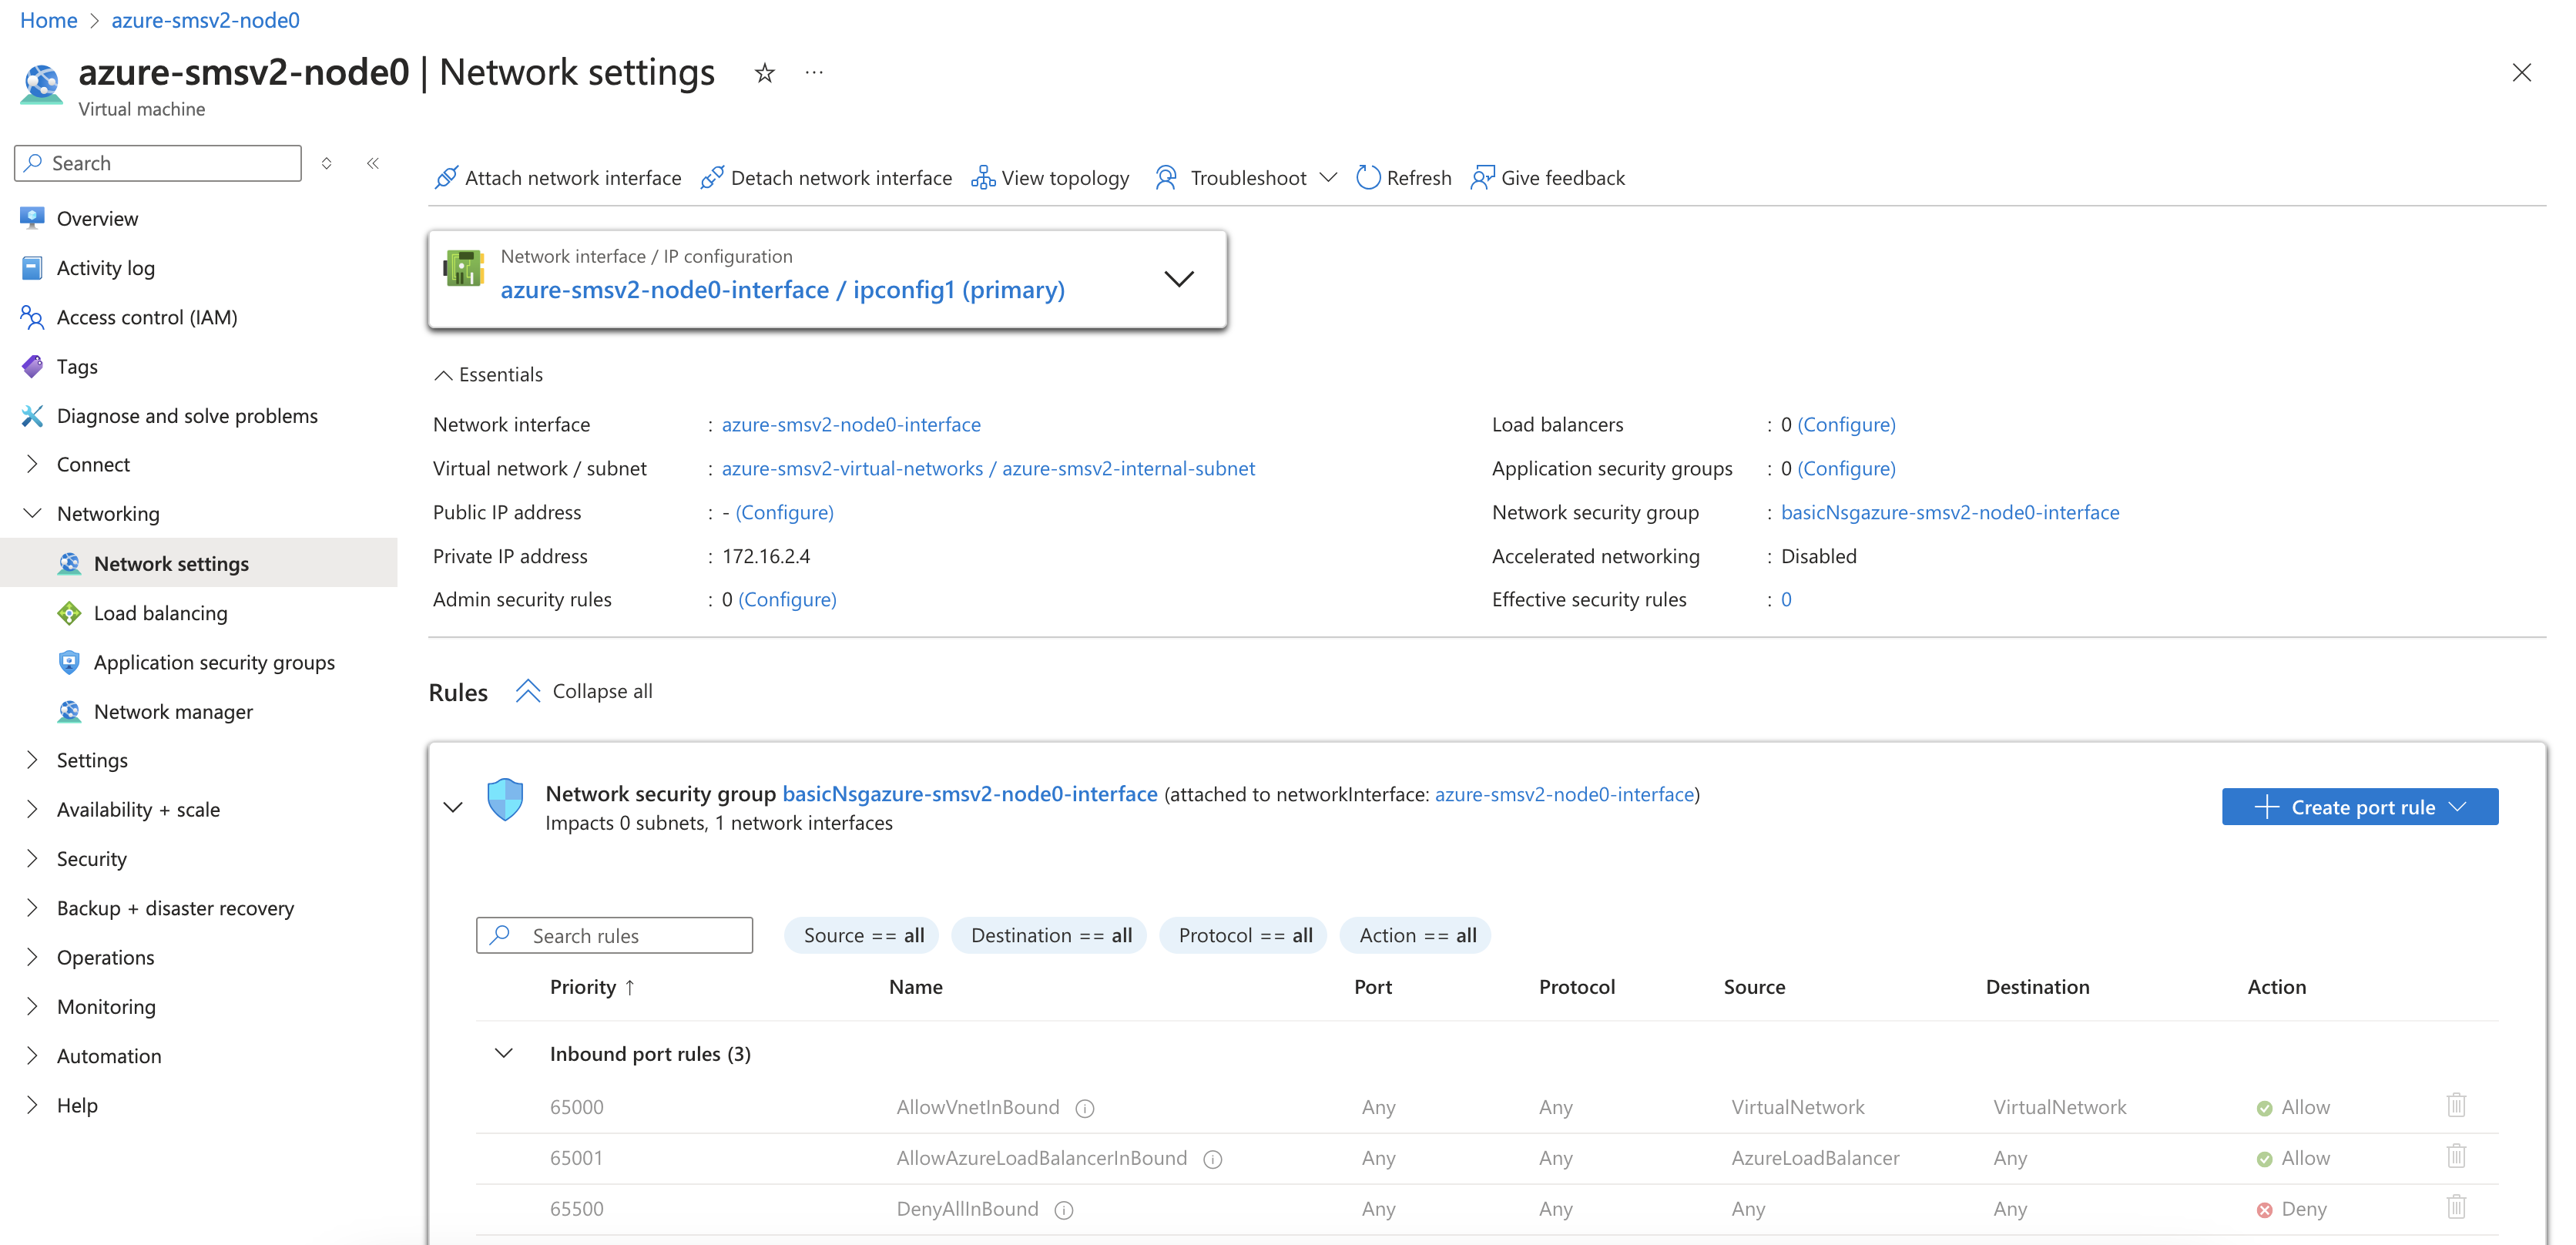 Home > azure-smsv2-node0
azure-smsv2-node0 | Network settings
Virtual machine
Search
Overview
Activity log
Access control (IAM)
Tags
Diagnose and solve problems
Connect
Networking
Network settings
Load balancing
Application security groups
Network manager
Settings
Availability + scale
Security
Backup + disaster recovery
Operations
Monitoring
Automation
Help
Attach network interface Detach network interface View topology Troubleshoot Refresh Give feedback
Network interface / IP configuration
azure-smsv2-node0-interface / ipconfig1 (primary)
Essentials
Network interface : azure-smsv2-node0-interface
Virtual network / subnet : azure-smsv2-virtual-networks / azure-smsv2-internal-subnet
Public IP address : - (Configure)
Private IP address : 172.16.2.4
Admin security rules : 0 (Configure)
Load balancers : 0 (Configure)
Application security groups : 0 (Configure)
Network security group : basicNsgazure-smsv2-node0-interface
Accelerated networking : Disabled
Effective security rules : 0
Rules Collapse all
Network security group basicNsgazure-smsv2-node0-interface (attached to networkInterface: azure-smsv2-node0-interface)
Impacts 0 subnets, 1 network interfaces
Create port rule
Search rules Source == all Destination == all Protocol == all Action == all
Priority ↑ Name Port Protocol Source Destination Action
Inbound port rules (3)
65000 AllowVnetInBound Any Any VirtualNetwork VirtualNetwork Allow
65001 AllowAzureLoadBalancerInBound Any Any AzureLoadBalancer Any Allow
65500 DenyAllInBound Any Any Any Any Deny